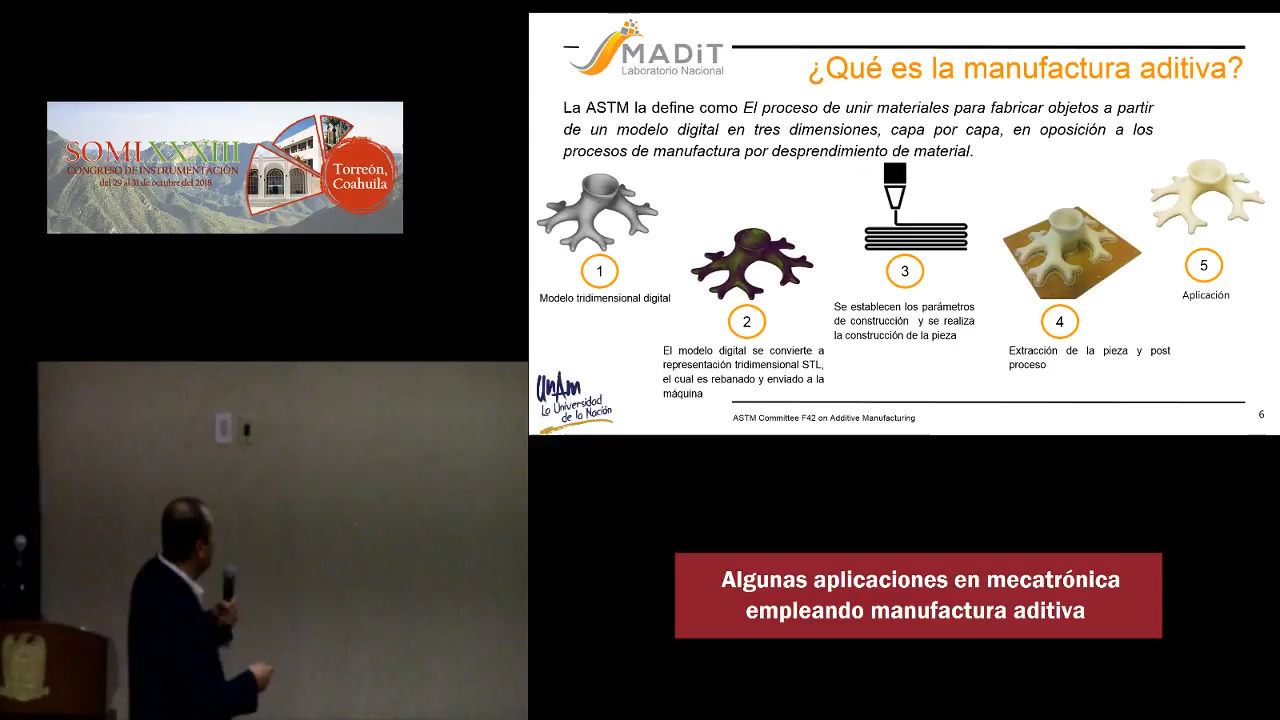 SOMI XXXIII
CONGRESO DE INSTRUMENTACIÓN
del 29 al 31 de octubre del 2018
Torreón,
Coahuila
MADiT
Laboratorio Nacional
¿Qué es la manufactura aditiva?
La ASTM la define como El proceso de unir materiales para fabricar objetos a partir
de un modelo digital en tres dimensiones, capa por capa, en oposición a los
procesos de manufactura por desprendimiento de material.
1
Modelo tridimensional digital
2
El modelo digital se convierte a
representación tridimensional STL,
el cual es rebanado y enviado a la
máquina
3
Se establecen los parámetros
de construcción y se realiza
la construcción de la pieza
4
Extracción de la pieza y post
proceso
5
Aplicación
UNAM
La Universidad
de la Nación
ASTM Committee F42 on Additive Manufacturing
6
Algunas aplicaciones en mecatrónica
empleando manufactura aditiva